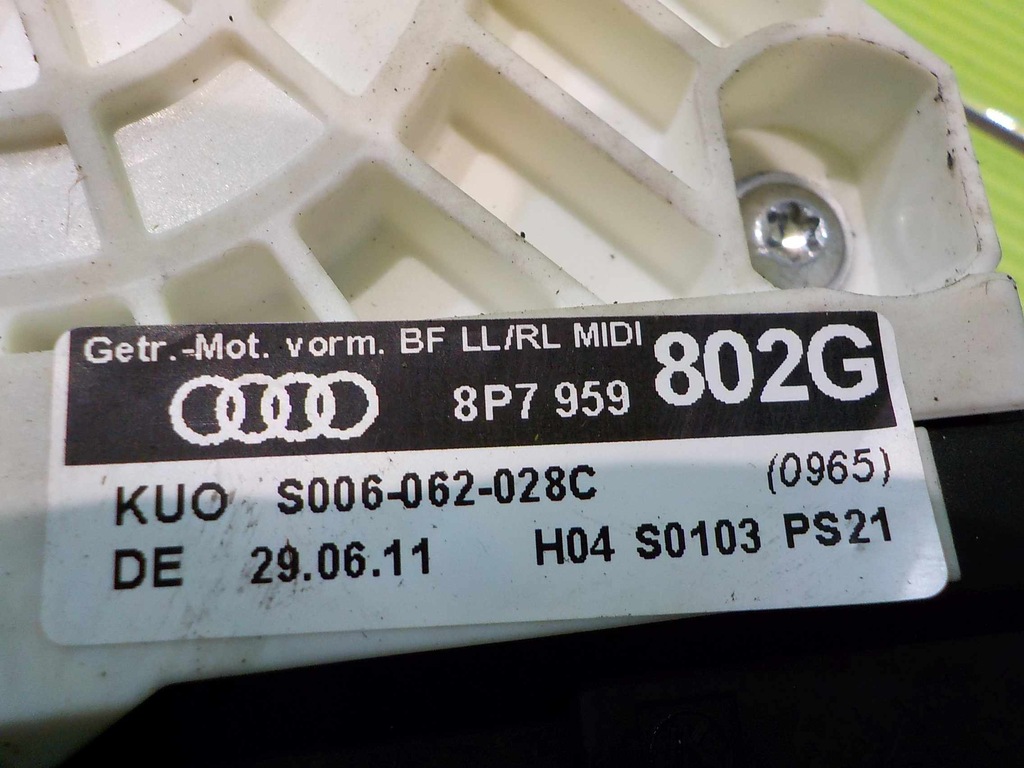 Getr.-Mot. vorm. BF LL/RL MIDI
8P7 959 802G
KUO S006-062-028C (0965)
DE 29.06.11 H04 S0103 PS21